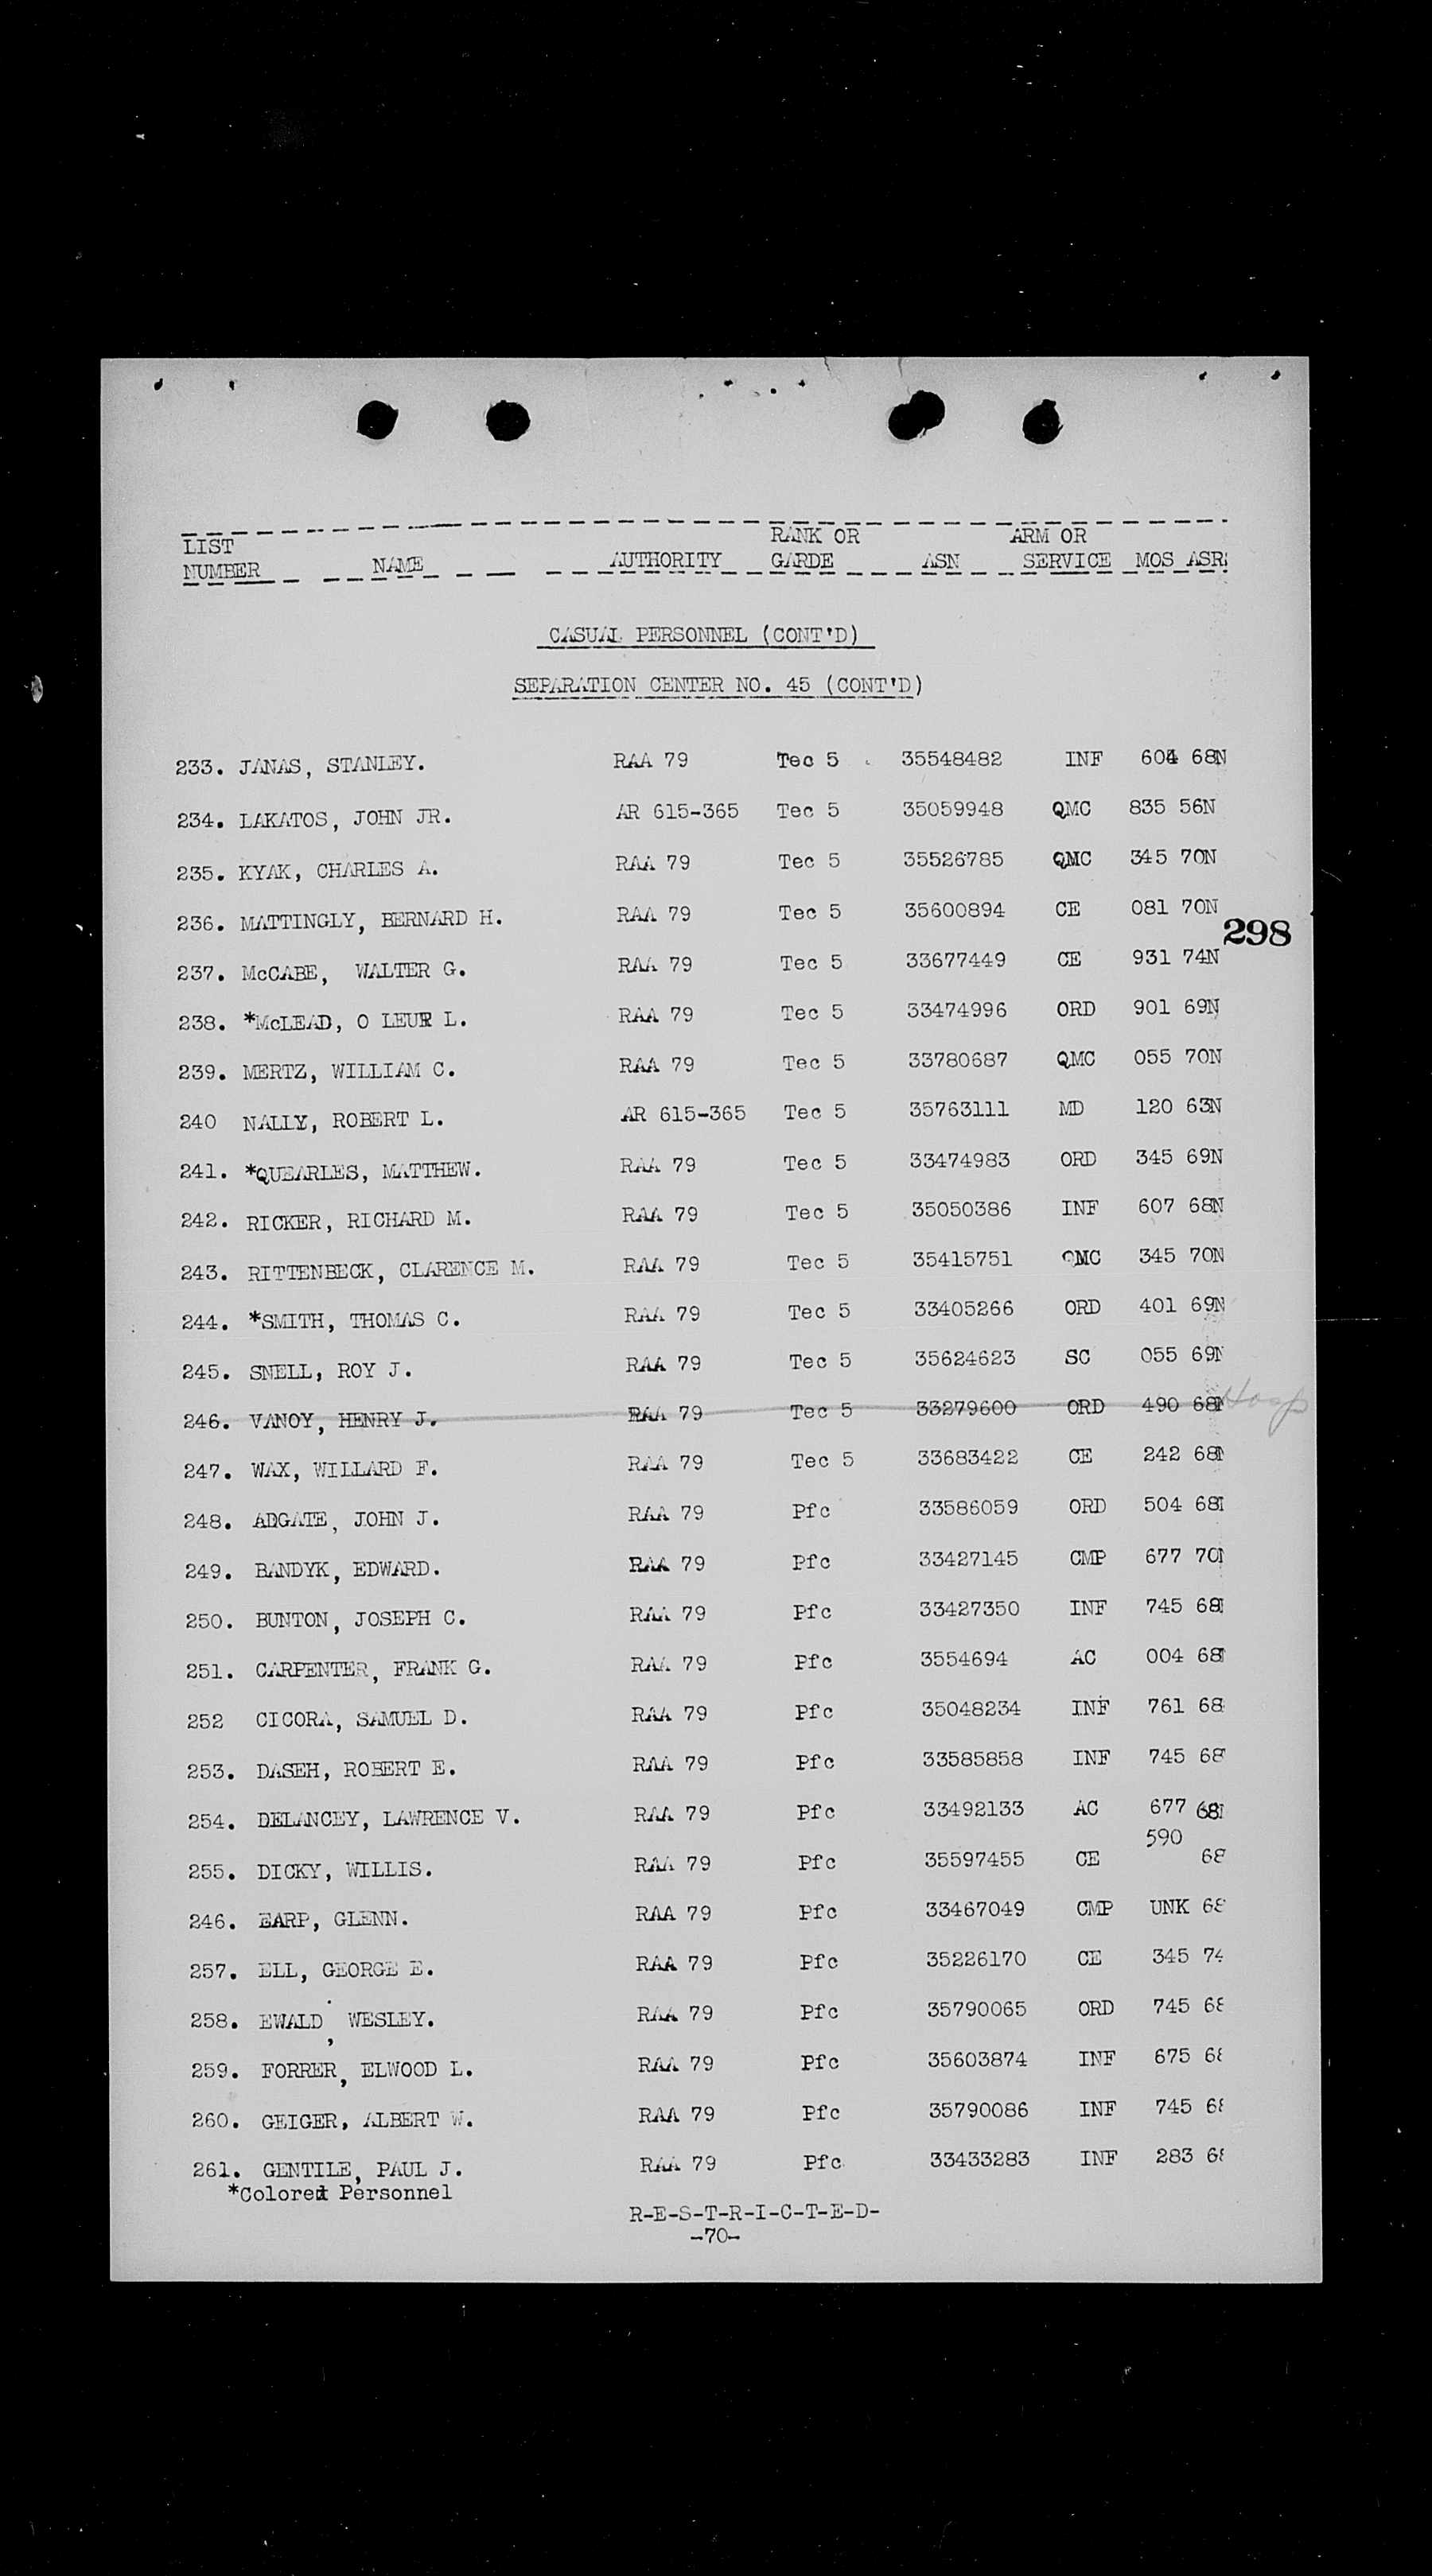 LIST NUMBER NAME AUTHORITY RANK OR GARDE ASN ARM OR SERVICE MOS ASRS
CASUAL PERSONNEL (CONT'D)
SEPARATION CENTER NO. 45 (CONT'D)
233. JANAS, STANLEY. RAA 79 Tec 5 35548482 INF 604 68N
234. LAKATOS, JOHN JR. AR 615-365 Tec 5 35059948 QMC 835 56N
235. KYAK, CHARLES A. RAA 79 Tec 5 35526785 QMC 345 70N
236. MATTINGLY, BERNARD H. RAA 79 Tec 5 35600894 CE 081 70N
298
237. McCABE, WALTER G. RAA 79 Tec 5 33677449 CE 931 74N
238. *McLEAD, O LEUR L. RAA 79 Tec 5 33474996 ORD 901 69N
239. MERTZ, WILLIAM C. RAA 79 Tec 5 33780687 QMC 055 70N
240 NALLY, ROBERT L. AR 615-365 Tec 5 35763111 MD 120 63N
241. *QUEARLES, MATTHEW. RAA 79 Tec 5 33474983 ORD 345 69N
242. RICKER, RICHARD M. RAA 79 Tec 5 35050386 INF 607 68N
243. RITTENBECK, CLARENCE M. RAA 79 Tec 5 35415751 QMC 345 70N
244. *SMITH, THOMAS C. RAA 79 Tec 5 33405266 ORD 401 69N
245. SNELL, ROY J. RAA 79 Tec 5 35624623 SC 055 69N
246. VANOY, HENRY J. RAA 79 Tec 5 33279600 ORD 490 68N Hosp
247. WAX, WILLARD F. RAA 79 Tec 5 33683422 CE 242 68N
248. ADGATE, JOHN J. RAA 79 Pfc 33586059 ORD 504 68
249. BANDYK, EDWARD. RAA 79 Pfc 33427145 CMP 677 70
250. BUNTON, JOSEPH C. RAA 79 Pfc 33427350 INF 745 68
251. CARPENTER, FRANK G. RAA 79 Pfc 3554694 AC 004 68
252 CICORA, SAMUEL D. RAA 79 Pfc 35048234 INF 761 68
253. DASEH, ROBERT E. RAA 79 Pfc 33585858 INF 745 68
254. DELANCEY, LAWRENCE V. RAA 79 Pfc 33492133 AC 677 68
255. DICKY, WILLIS. RAA 79 Pfc 35597455 CE 590 68
246. EARP, GLENN. RAA 79 Pfc 33467049 CMP UNK 68
257. ELL, GEORGE E. RAA 79 Pfc 35226170 CE 345 74
258. EWALD, WESLEY. RAA 79 Pfc 35790065 ORD 745 68
259. FORRER, ELWOOD L. RAA 79 Pfc 35603874 INF 675 68
260. GEIGER, ALBERT W. RAA 79 Pfc 35790086 INF 745 68
261. GENTILE, PAUL J. RAA 79 Pfc 33433283 INF 283 68
*Colored Personnel
R-E-S-T-R-I-C-T-E-D-
-70-